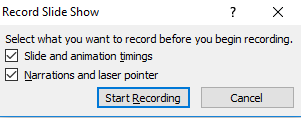 Record Slide Show
Select what you want to record before you begin recording.
Slide and animation timings
Narrations and laser pointer
Start Recording Cancel